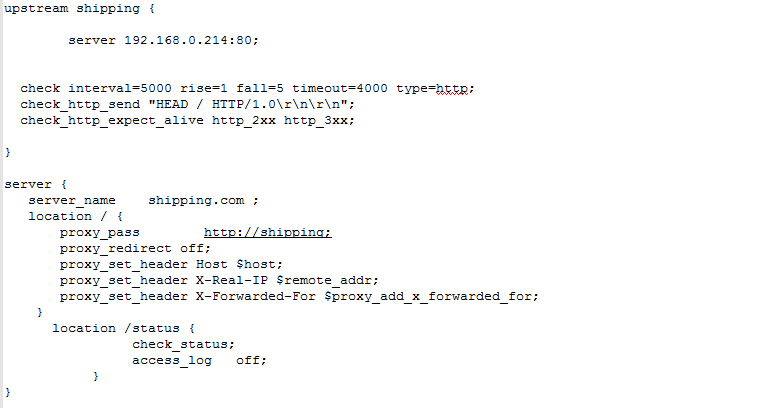 upstream shipping {
server 192.168.0.214:80;
check interval=5000 rise=1 fall=5 timeout=4000 type=http;
check_http_send "HEAD / HTTP/1.0\r\n\r\n";
check_http_expect_alive http_2xx http_3xx;
}
server {
server_name    shipping.com ;
location / {
proxy_pass        http://shipping;
proxy_redirect off;
proxy_set_header Host $host;
proxy_set_header X-Real-IP $remote_addr;
proxy_set_header X-Forwarded-For $proxy_add_x_forwarded_for;
}
location /status {
check_status;
access_log   off;
}
}